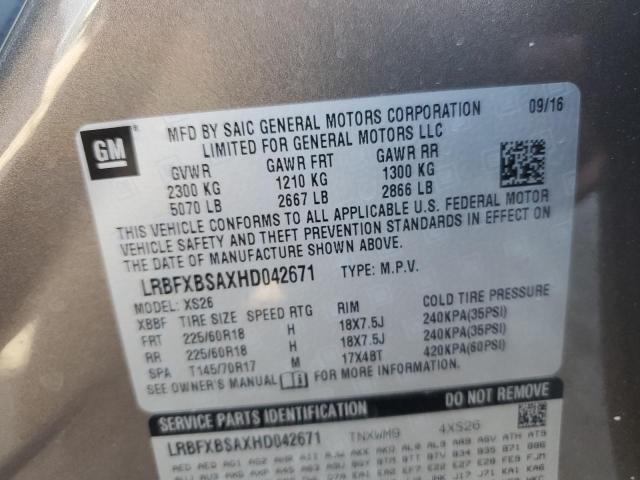 GM
MFD BY SAIC GENERAL MOTORS CORPORATION 09/16
LIMITED FOR GENERAL MOTORS LLC
GVWR GAWR FRT GAWR RR
2300 KG 1210 KG 1300 KG
5070 LB 2667 LB 2866 LB
THIS VEHICLE CONFORMS TO ALL APPLICABLE U.S. FEDERAL MOTOR
VEHICLE SAFETY AND THEFT PREVENTION STANDARDS IN EFFECT ON
THE DATE OF MANUFACTURE SHOWN ABOVE.
LRBFXBSAXHD042671 TYPE: M.P.V.
MODEL: XS26
XBBF TIRE SIZE SPEED RTG RIM COLD TIRE PRESSURE
FRT 225/60R18 H 18X7.5J 240KPA(35PSI)
RR 225/60R18 H 18X7.5J 240KPA(35PSI)
SPA T145/70R17 M 17X4BT 420KPA(60PSI)
SEE OWNER'S MANUAL FOR MORE INFORMATION.
SERVICE PARTS IDENTIFICATION DO NOT REMOVE
LRBFXBSAXHD042671 TNXWM9 4XS26